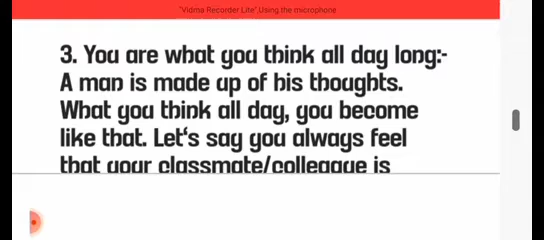 "Vidma Recorder Lite" Using the microphone
3. You are what you think all day long:-
A man is made up of his thoughts.
What you think all day, you become
like that. Let's say you always feel
that your classmate/colleague is